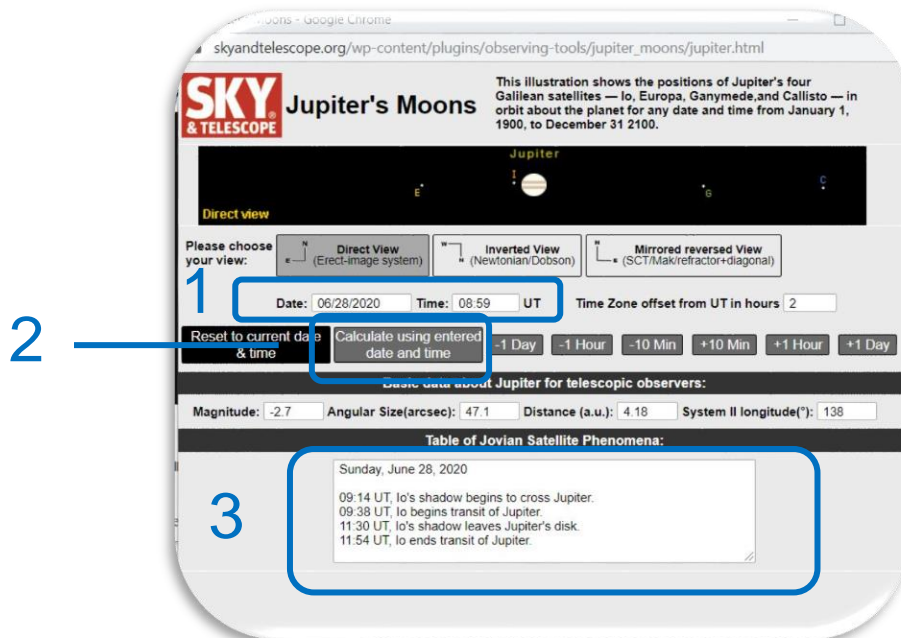 Moons - Google Chrome
skyandtelescope.org/wp-content/plugins/observing-tools/jupiter_moons/jupiter.html
SKY
& TELESCOPE
Jupiter's Moons
This illustration shows the positions of Jupiter's four
Galilean satellites — Io, Europa, Ganymede,and Callisto — in
orbit about the planet for any date and time from January 1,
1900, to December 31 2100.
Jupiter
E I G C
Direct view
Please choose
your view:
N E Direct View
(Erect-image system)
W N Inverted View
(Newtonian/Dobson)
N E Mirrored reversed View
(SCT/Mak/refractor+diagonal)
1
Date: 06/28/2020 Time: 08:59 UT Time Zone offset from UT in hours 2
2
Reset to current date
& time
Calculate using entered
date and time
-1 Day -1 Hour -10 Min +10 Min +1 Hour +1 Day
Basic data about Jupiter for telescopic observers:
Magnitude: -2.7 Angular Size(arcsec): 47.1 Distance (a.u.): 4.18 System II longitude(°): 138
Table of Jovian Satellite Phenomena:
3
Sunday, June 28, 2020
09:14 UT, Io's shadow begins to cross Jupiter.
09:38 UT, Io begins transit of Jupiter.
11:30 UT, Io's shadow leaves Jupiter's disk.
11:54 UT, Io ends transit of Jupiter.